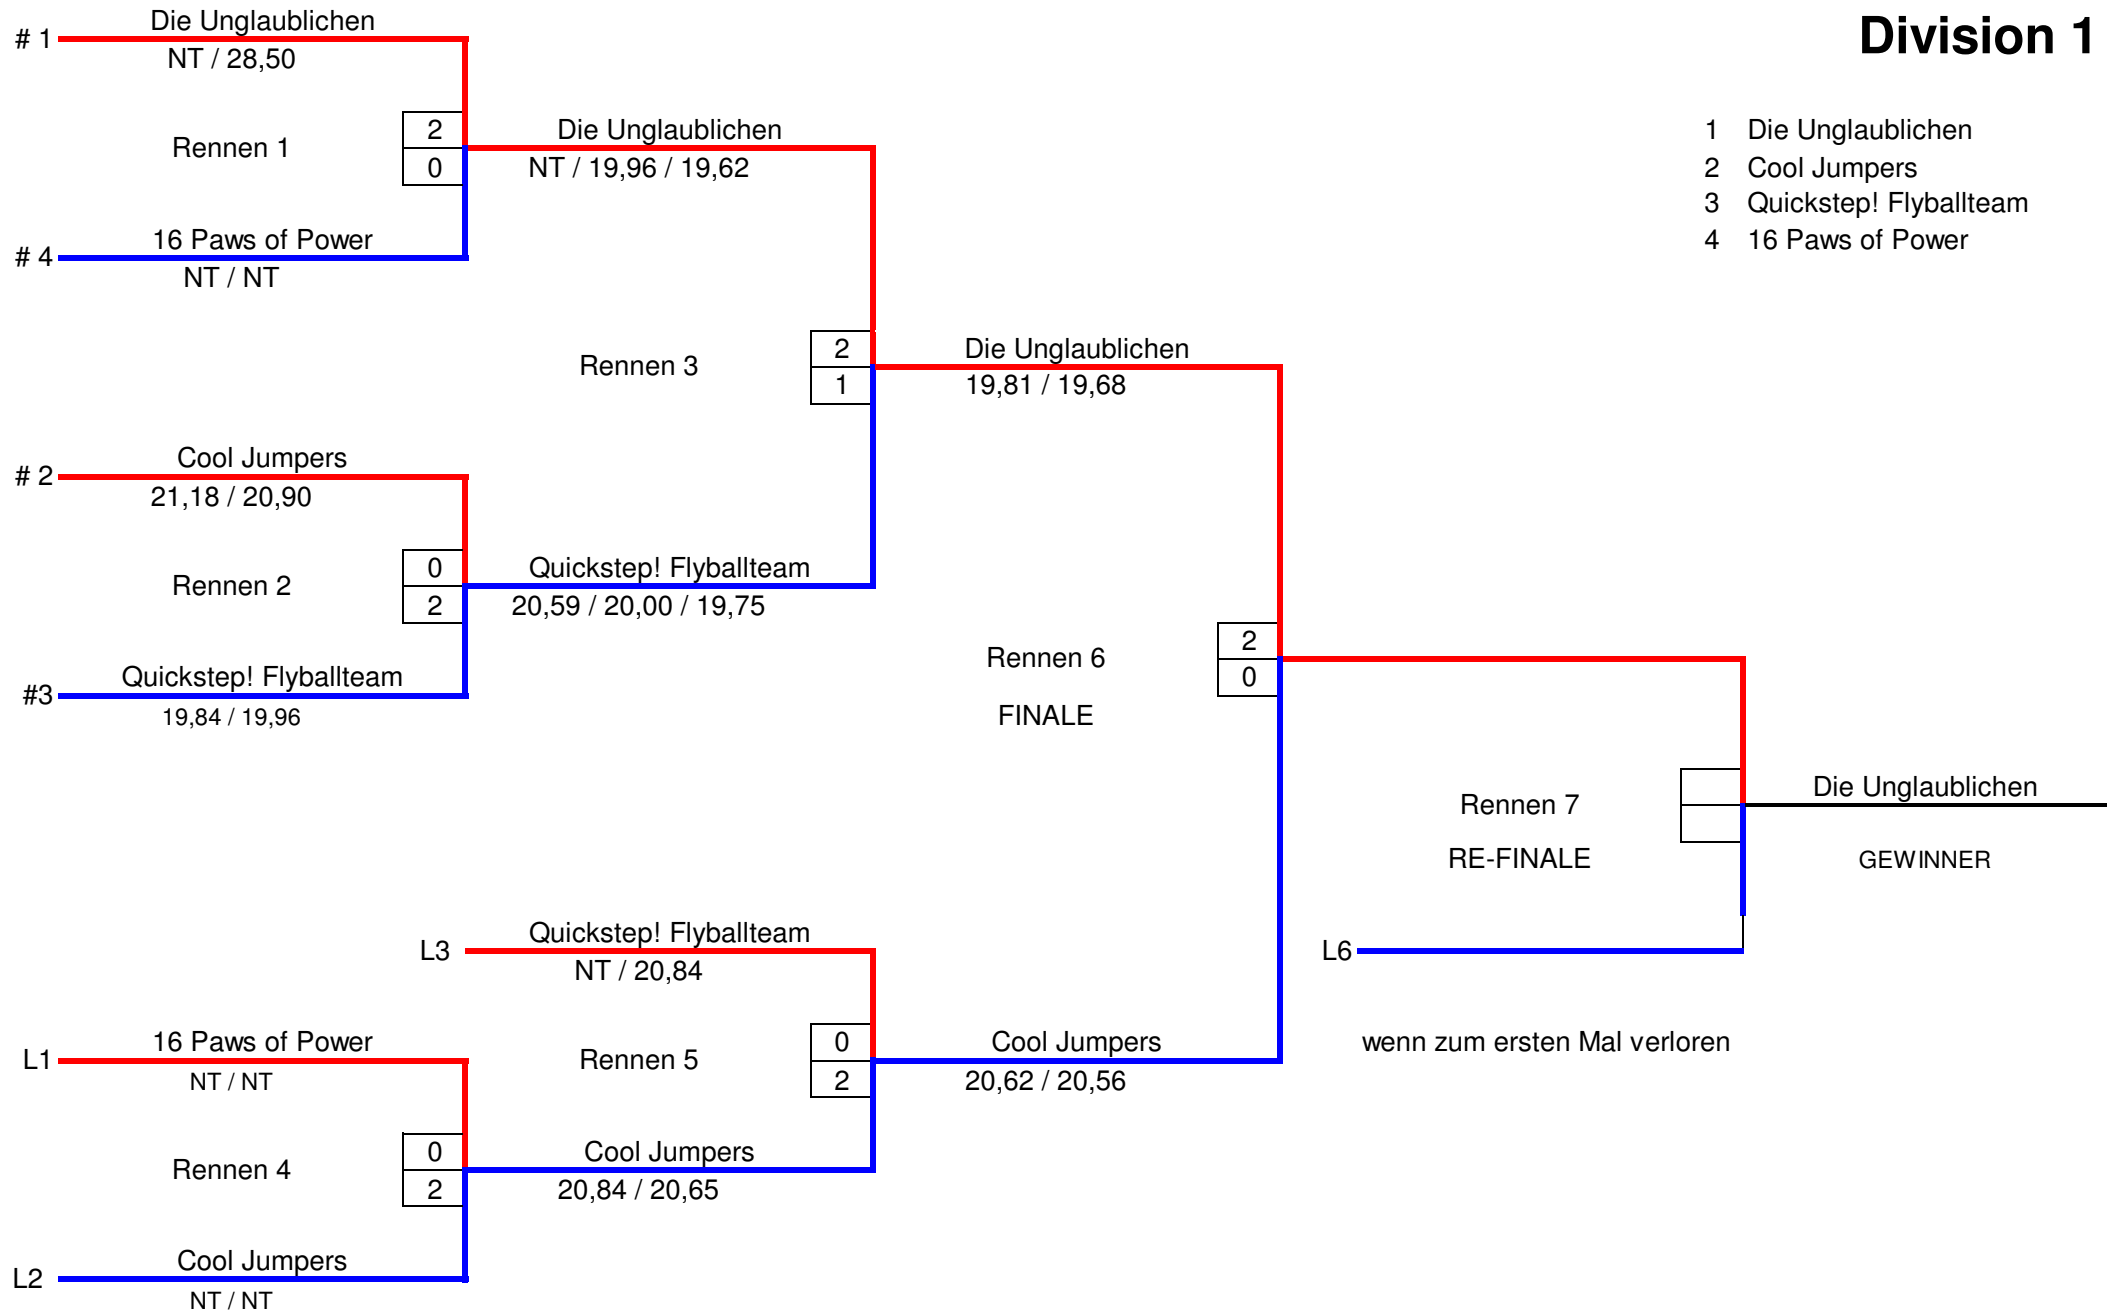 Die Unglaublichen
# 1
NT / 28,50
Division 1
Rennen 1
2
0
Die Unglaublichen
NT / 19,96 / 19,62
1 Die Unglaublichen
2 Cool Jumpers
3 Quickstep! Flyballteam
4 16 Paws of Power
16 Paws of Power
# 4
NT / NT
Rennen 3
2
1
Die Unglaublichen
19,81 / 19,68
Cool Jumpers
# 2
21,18 / 20,90
Rennen 2
0
2
Quickstep! Flyballteam
20,59 / 20,00 / 19,75
Quickstep! Flyballteam
#3
19,84 / 19,96
Rennen 6
2
0
FINALE
Rennen 7
RE-FINALE
Die Unglaublichen
GEWINNER
Quickstep! Flyballteam
L3
NT / 20,84
L6
wenn zum ersten Mal verloren
16 Paws of Power
L1
NT / NT
Rennen 5
0
2
Cool Jumpers
20,62 / 20,56
Rennen 4
0
2
Cool Jumpers
20,84 / 20,65
Cool Jumpers
L2
NT / NT